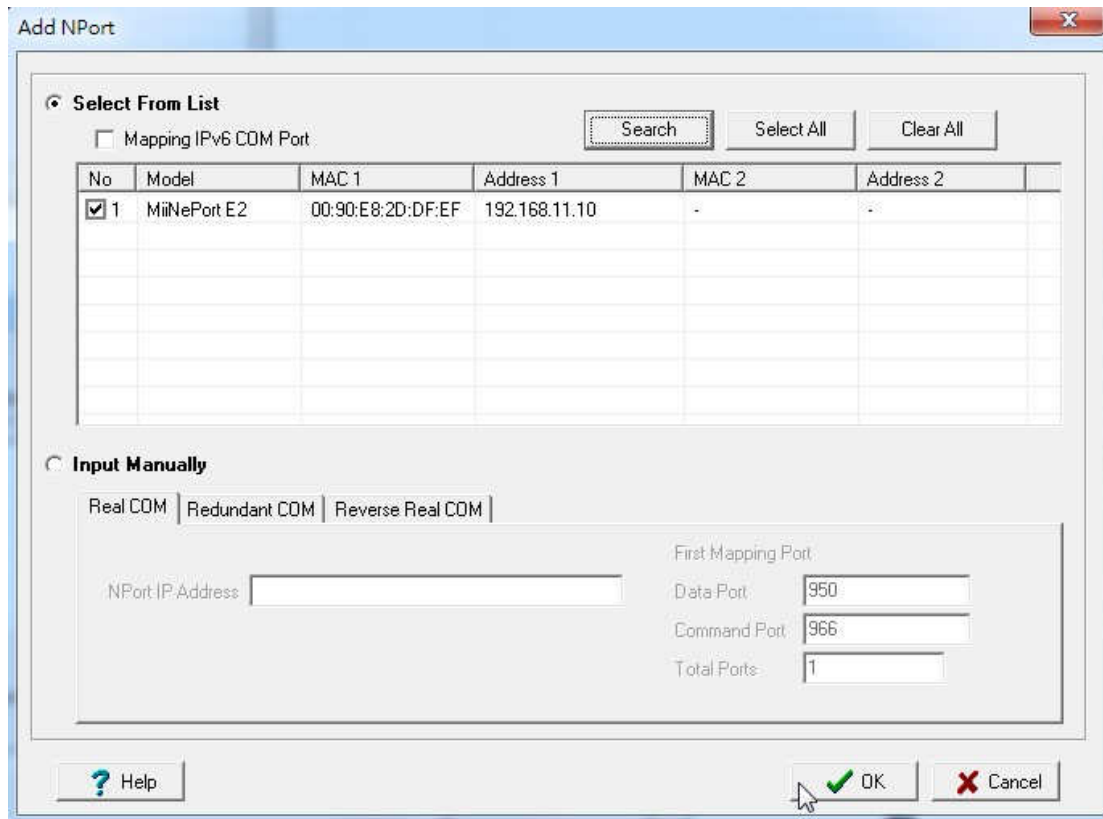 Add NPort
Select From List
Mapping IPv6 COM Port
Search Select All Clear All
No Model MAC 1 Address 1 MAC 2 Address 2
1 MiiNePort E2 00:90:E8:2D:DF:EF 192.168.11.10 - -
Input Manually
Real COM Redundant COM Reverse Real COM
First Mapping Port
NPort IP Address Data Port 950
Command Port 966
Total Ports 1
? Help OK Cancel